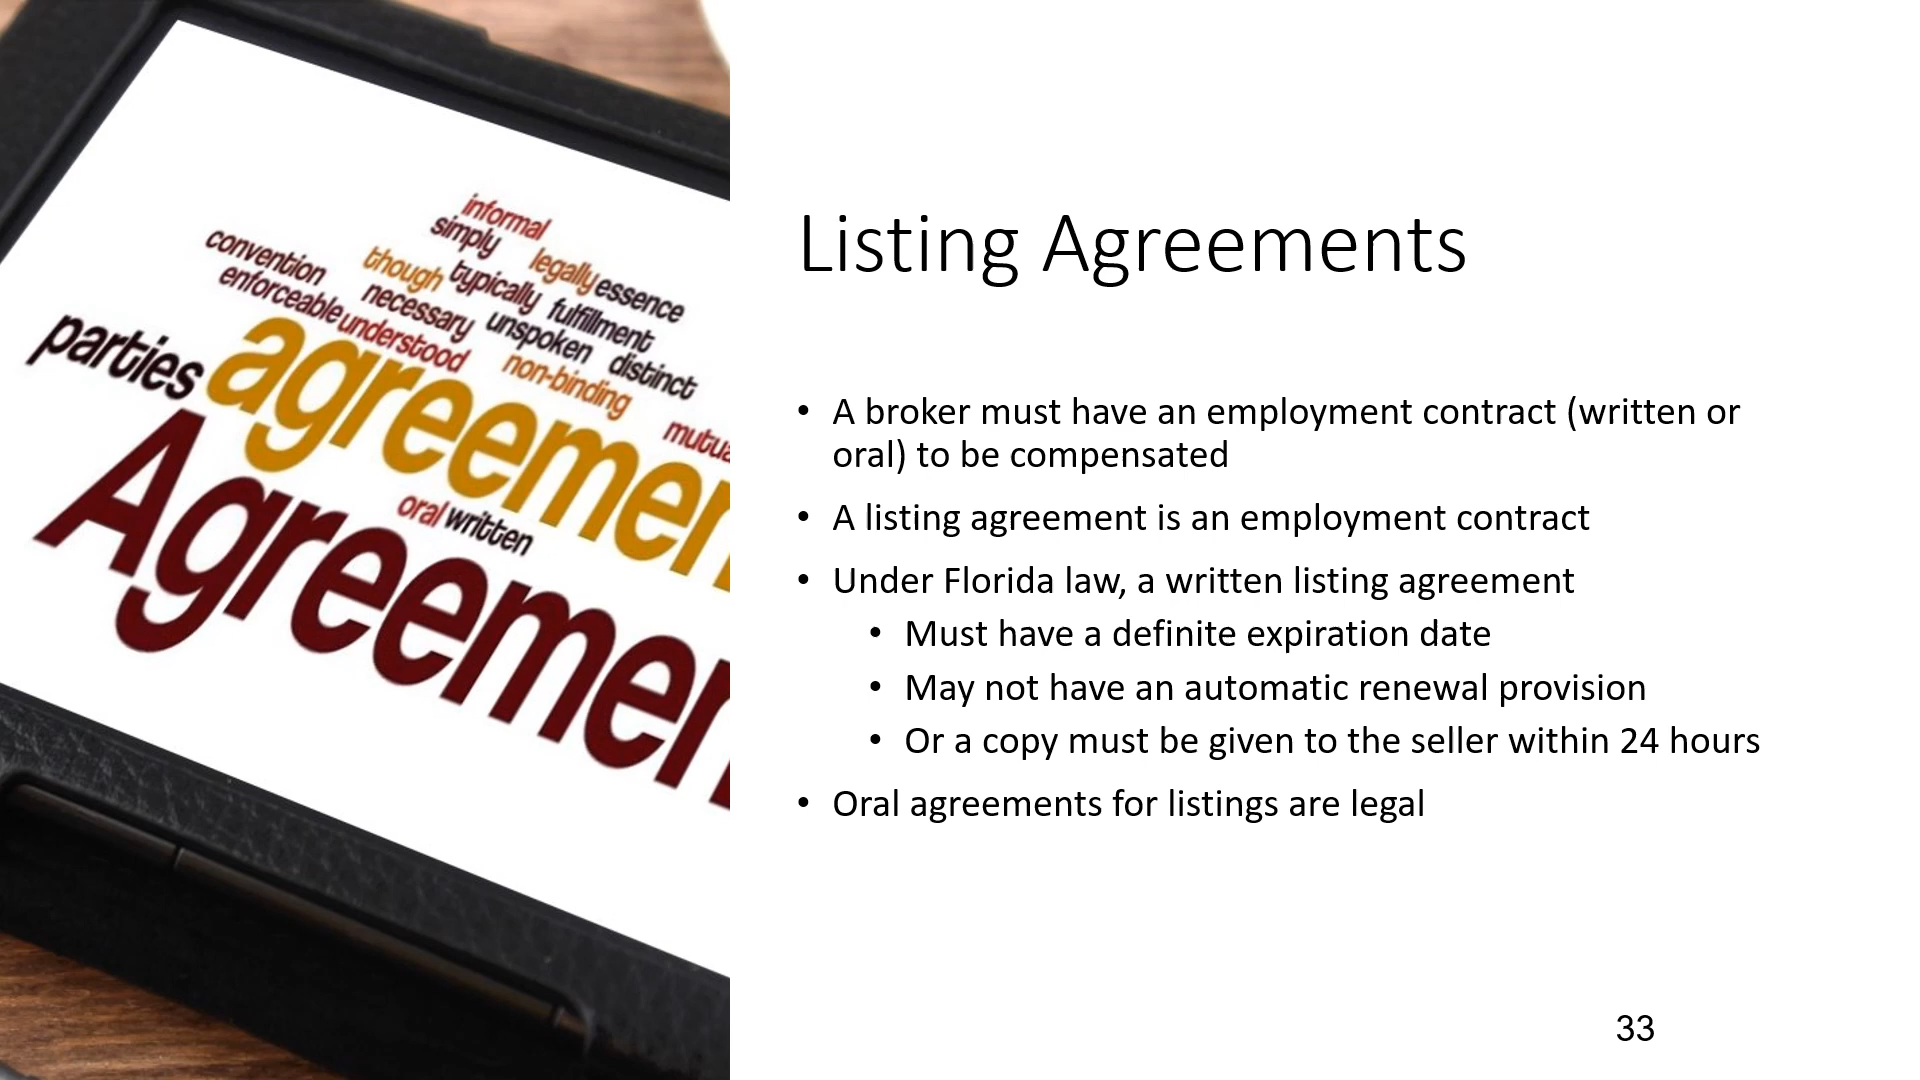 informal
simply legally essence
convention though typically fulfillment
enforceable necessary unspoken distinct
understood non-binding
parties agreemen mutua
oral written
Agreemen
Listing Agreements
• A broker must have an employment contract (written or
oral) to be compensated
• A listing agreement is an employment contract
• Under Florida law, a written listing agreement
• Must have a definite expiration date
• May not have an automatic renewal provision
• Or a copy must be given to the seller within 24 hours
• Oral agreements for listings are legal
33